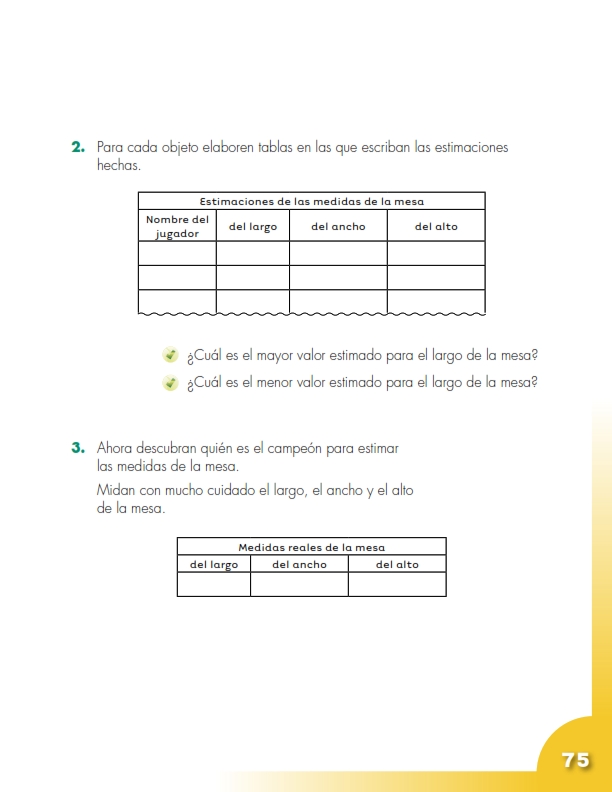 2. Para cada objeto elaboren tablas en las que escriban las estimaciones
hechas.
Estimaciones de las medidas de la mesa
Nombre del
jugador
del largo
del ancho
del alto
¿Cuál es el mayor valor estimado para el largo de la mesa?
¿Cuál es el menor valor estimado para el largo de la mesa?
3. Ahora descubran quién es el campeón para estimar
las medidas de la mesa.
Midan con mucho cuidado el largo, el ancho y el alto
de la mesa.
Medidas reales de la mesa
del largo
del ancho
del alto
75